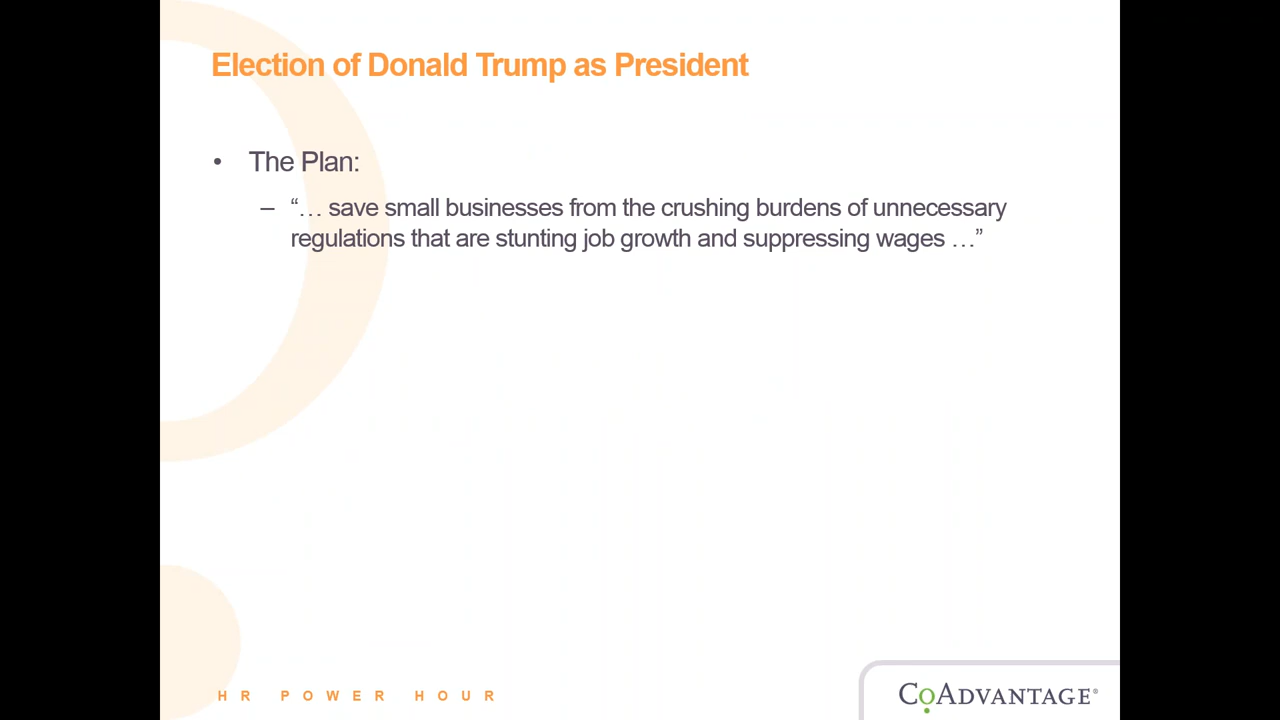 Election of Donald Trump as President
• The Plan:
– “… save small businesses from the crushing burdens of unnecessary
regulations that are stunting job growth and suppressing wages …”
HR POWER HOUR
CoAdvantage®